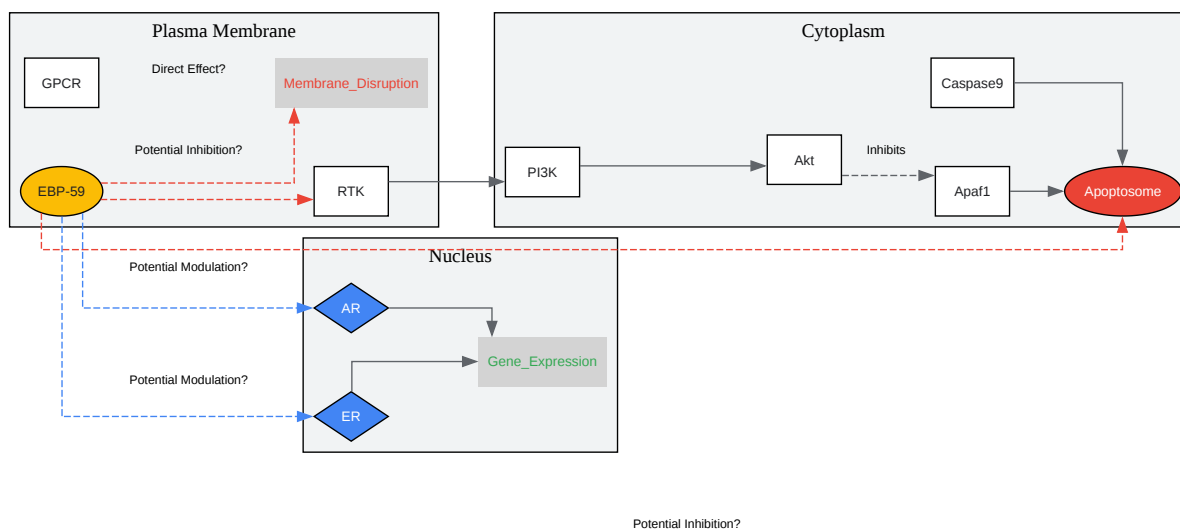 Plasma Membrane
Cytoplasm
Direct Effect?
GPCR
Membrane_Disruption
Caspase9
Potential Inhibition?
Inhibits
EBP-59
RTK
PI3K
Akt
Apaf1
Apoptosome
Nucleus
Potential Modulation?
AR
Gene_Expression
Potential Modulation?
ER
Potential Inhibition?